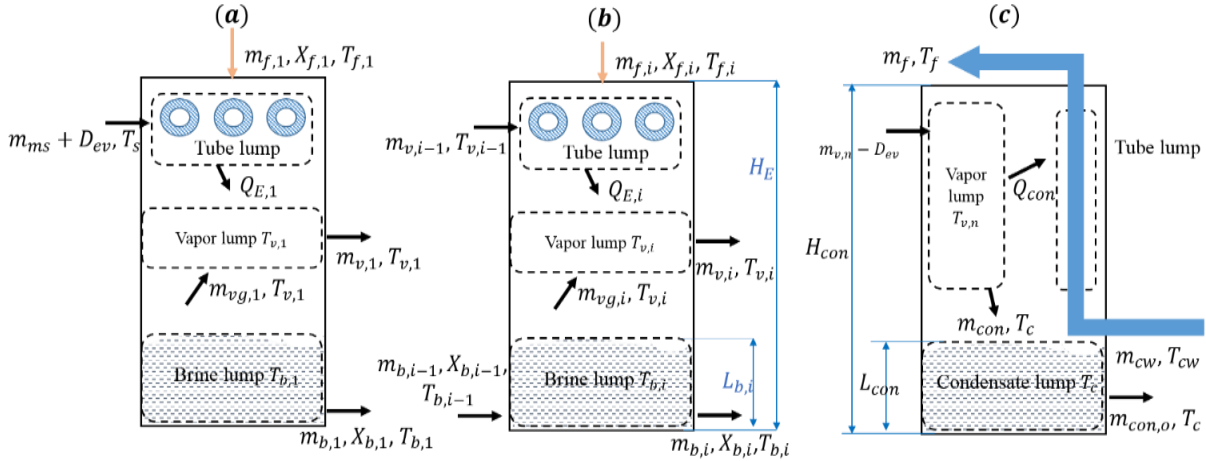 (a)
m_{f,1}, X_{f,1}, T_{f,1}
m_{ms} + D_{ev}, T_s
Tube lump
Q_{E,1}
Vapor lump T_{v,1}
m_{v,1}, T_{v,1}
m_{vg,1}, T_{v,1}
Brine lump T_{b,1}
m_{b,1}, X_{b,1}, T_{b,1}
(b)
m_{f,i}, X_{f,i}, T_{f,i}
m_{v,i-1}, T_{v,i-1}
Tube lump
H_E
Q_{E,i}
Vapor lump T_{v,i}
m_{v,i}, T_{v,i}
m_{vg,i}, T_{v,i}
m_{b,i-1}, X_{b,i-1},
T_{b,i-1}
Brine lump T_{b,i}
L_{b,i}
m_{b,i}, X_{b,i}, T_{b,i}
(c)
m_f, T_f
m_{v,n} − D_{ev}
Tube lump
Vapor
lump
T_{v,n}
Q_{con}
H_{con}
m_{con}, T_c
m_{cw}, T_{cw}
L_{con}
Condensate lump T_c
m_{con,o}, T_c